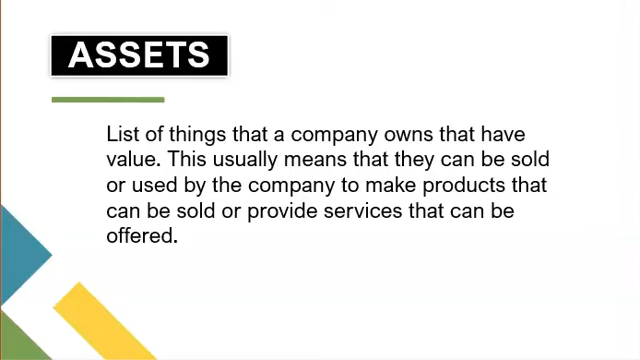 ASSETS
List of things that a company owns that have
value. This usually means that they can be sold
or used by the company to make products that
can be sold or provide services that can be
offered.